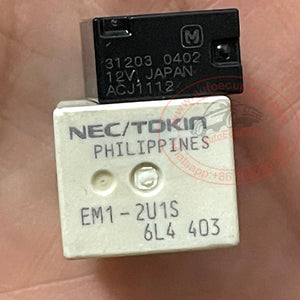 31203 0402
12V JAPAN
ACJ1112
NEC/TOKIN
PHILIPPINES
EM1-2U1S
6L4 403